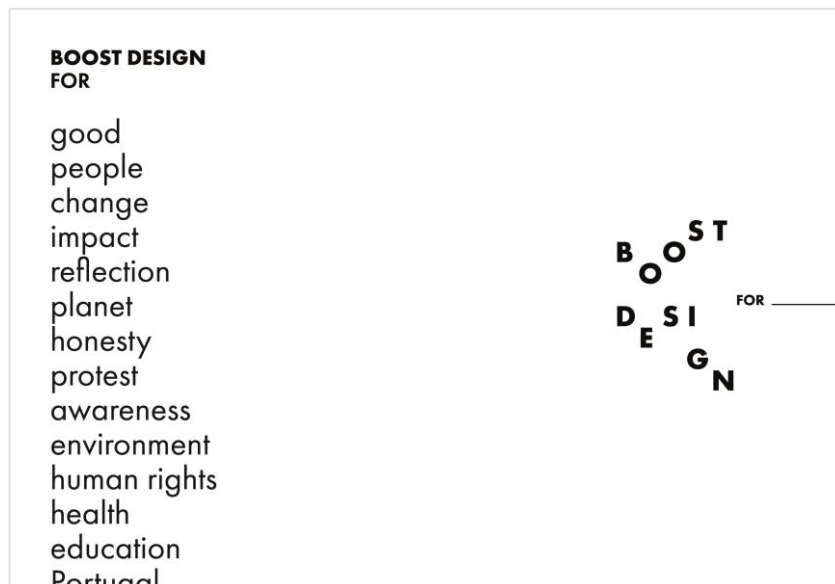 BOOST DESIGN
FOR
good
people
change
impact
reflection
planet
honesty
protest
awareness
environment
human rights
health
education
Portugal
BOOST
DESIGN
FOR